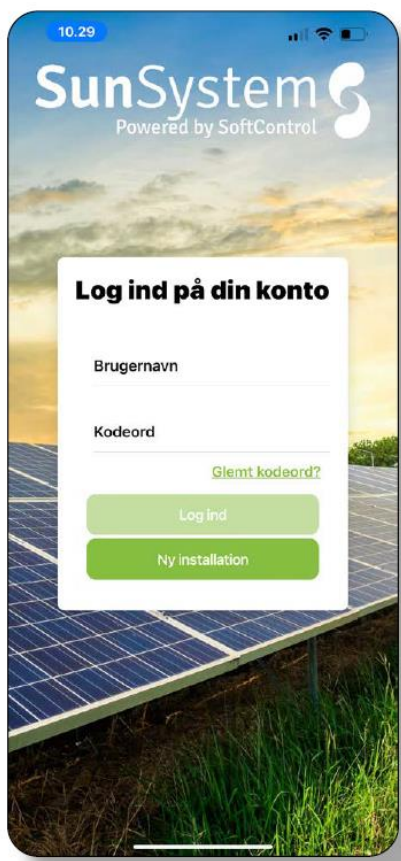 10.29
SunSystem
Powered by SoftControl
Log ind på din konto
Brugernavn
Kodeord
Glemt kodeord?
Log ind
Ny installation